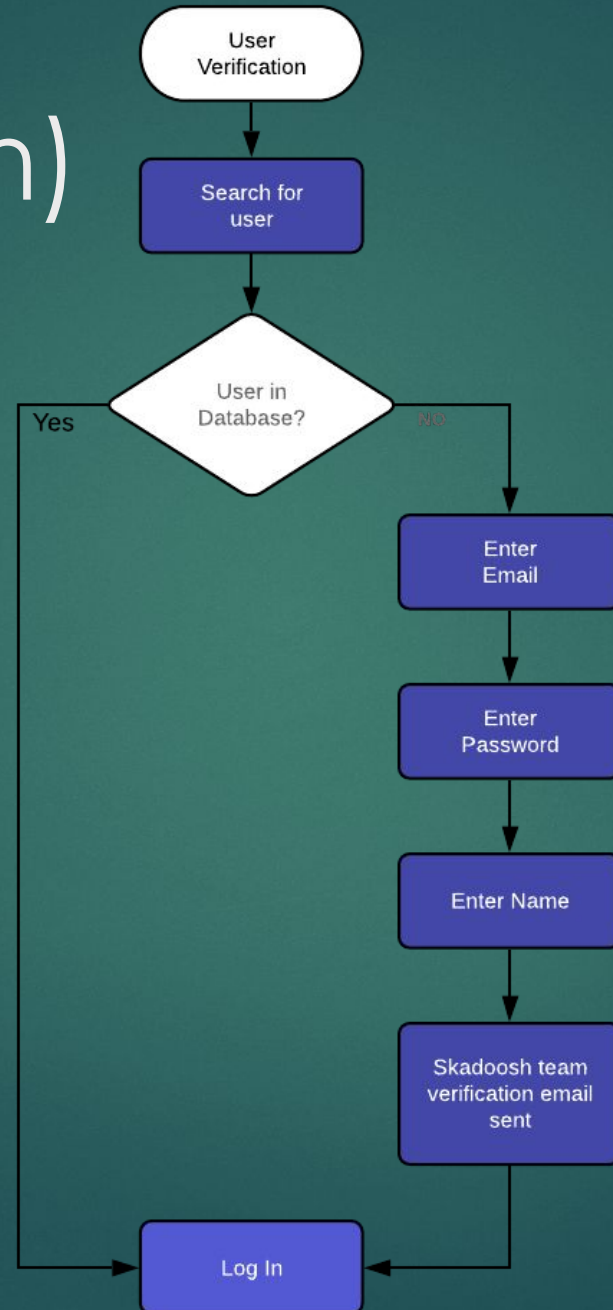 n)
User
Verification
Search for
user
User in
Database?
Yes
NO
Enter
Email
Enter
Password
Enter Name
Skadoosh team
verification email
sent
Log In